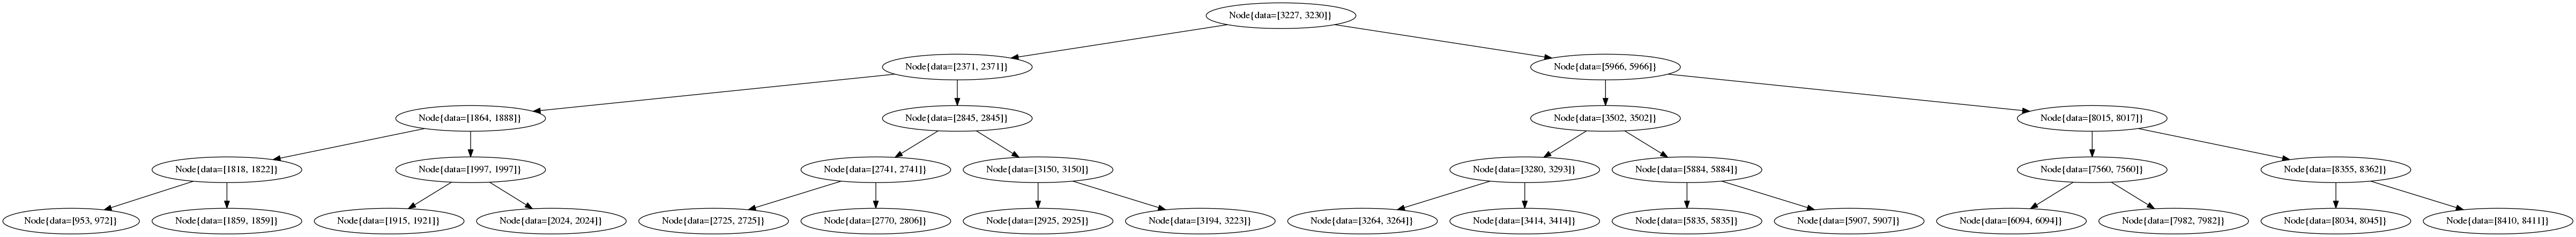 Node{data=[3227, 3230]}
Node{data=[2371, 2371]}
Node{data=[5966, 5966]}
Node{data=[1864, 1888]}
Node{data=[2845, 2845]}
Node{data=[3502, 3502]}
Node{data=[8015, 8017]}
Node{data=[1818, 1822]}
Node{data=[1997, 1997]}
Node{data=[2741, 2741]}
Node{data=[3150, 3150]}
Node{data=[3280, 3293]}
Node{data=[5884, 5884]}
Node{data=[7560, 7560]}
Node{data=[8355, 8362]}
Node{data=[953, 972]}
Node{data=[1859, 1859]}
Node{data=[1915, 1921]}
Node{data=[2024, 2024]}
Node{data=[2725, 2725]}
Node{data=[2770, 2806]}
Node{data=[2925, 2925]}
Node{data=[3194, 3223]}
Node{data=[3264, 3264]}
Node{data=[3414, 3414]}
Node{data=[5835, 5835]}
Node{data=[5907, 5907]}
Node{data=[6094, 6094]}
Node{data=[7982, 7982]}
Node{data=[8034, 8045]}
Node{data=[8410, 8411]}